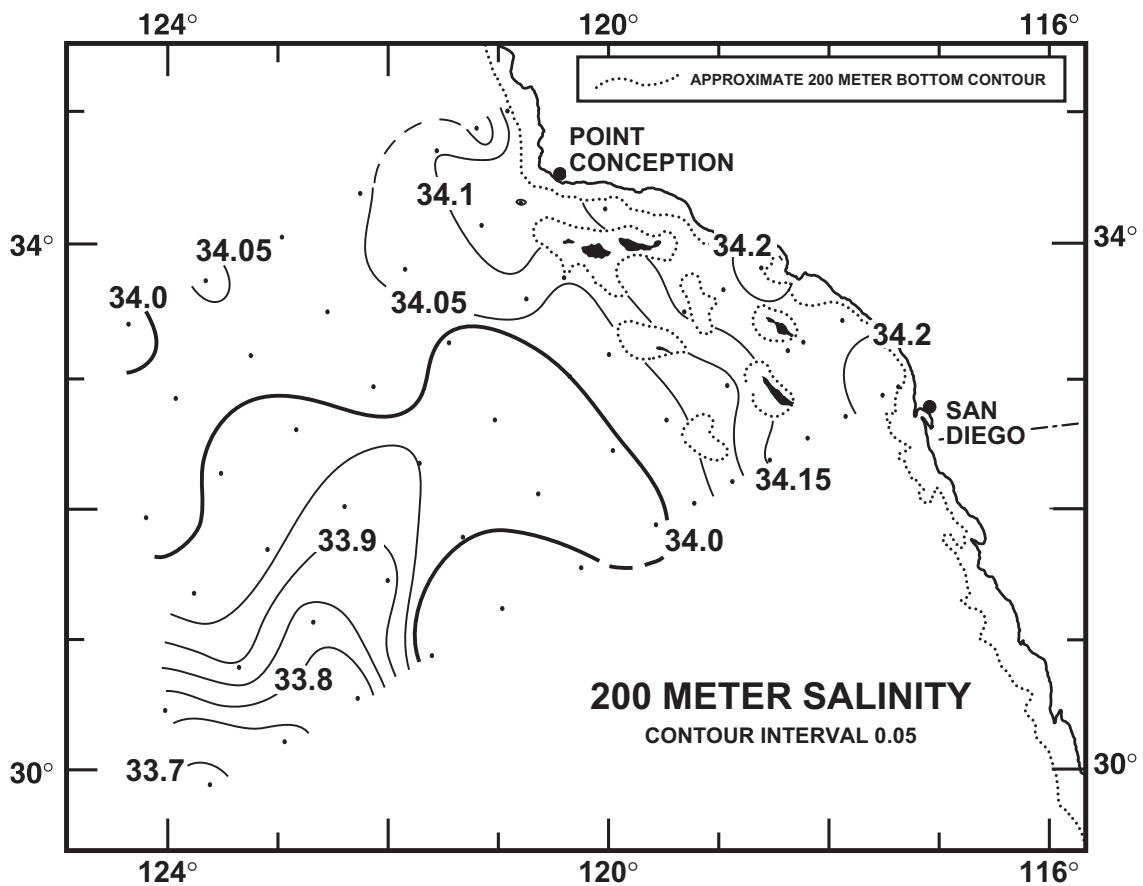 124° 120° 116°
APPROXIMATE 200 METER BOTTOM CONTOUR
POINT
CONCEPTION
34.1
34° 34.05 34.2 34°
34.0 34.05
34.2
SAN
DIEGO
34.15
33.9 34.0
33.8
200 METER SALINITY
CONTOUR INTERVAL 0.05
30° 33.7 30°
124° 120° 116°